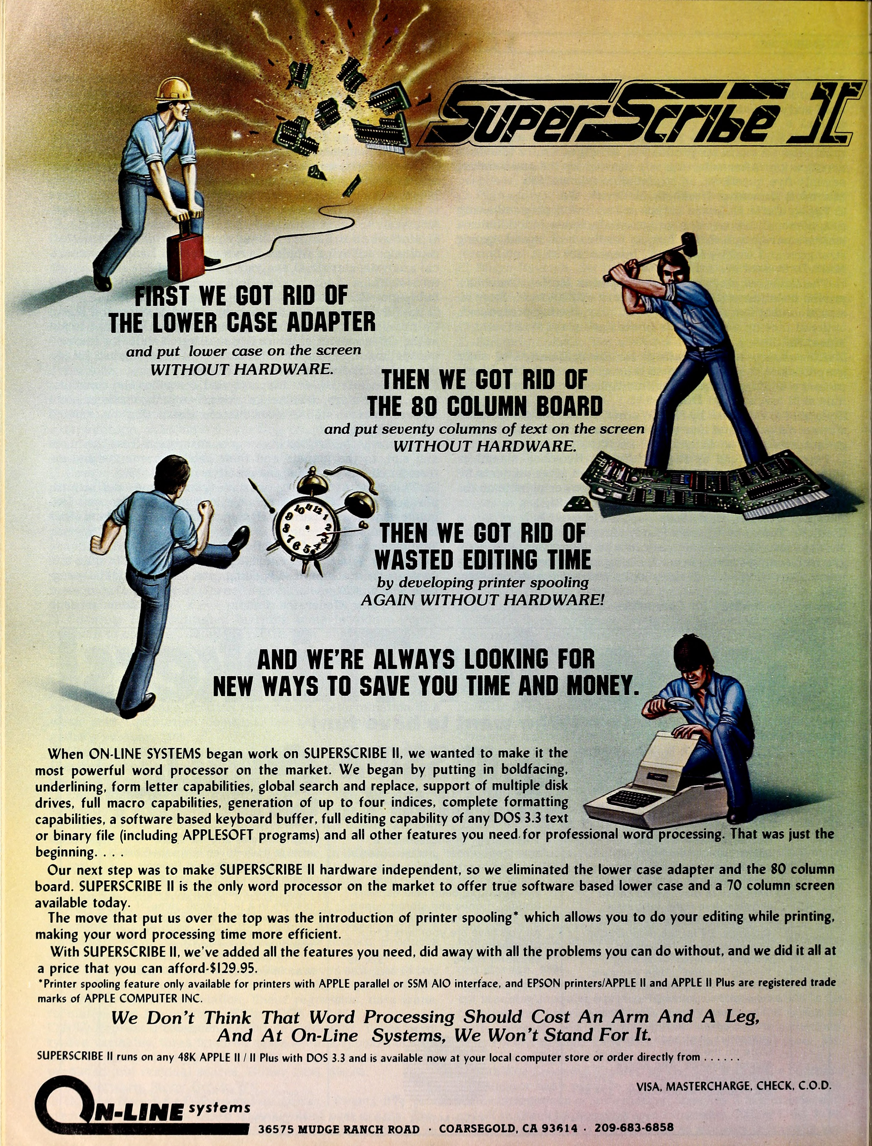 SuperScribe II
FIRST WE GOT RID OF
THE LOWER CASE ADAPTER
and put lower case on the screen
WITHOUT HARDWARE.
THEN WE GOT RID OF
THE 80 COLUMN BOARD
and put seventy columns of text on the screen
WITHOUT HARDWARE.
THEN WE GOT RID OF
WASTED EDITING TIME
by developing printer spooling
AGAIN WITHOUT HARDWARE!
AND WE'RE ALWAYS LOOKING FOR
NEW WAYS TO SAVE YOU TIME AND MONEY.
When ON-LINE SYSTEMS began work on SUPERSCRIBE II, we wanted to make it the
most powerful word processor on the market. We began by putting in boldfacing,
underlining, form letter capabilities, global search and replace, support of multiple disk
drives, full macro capabilities, generation of up to four indices, complete formatting
capabilities, a software based keyboard buffer, full editing capability of any DOS 3.3 text
or binary file (including APPLESOFT programs) and all other features you need for professional word processing. That was just the
beginning. . . .
Our next step was to make SUPERSCRIBE II hardware independent, so we eliminated the lower case adapter and the 80 column
board. SUPERSCRIBE II is the only word processor on the market to offer true software based lower case and a 70 column screen
available today.
The move that put us over the top was the introduction of printer spooling* which allows you to do your editing while printing,
making your word processing time more efficient.
With SUPERSCRIBE II, we've added all the features you need, did away with all the problems you can do without, and we did it all at
a price that you can afford-$129.95.
*Printer spooling feature only available for printers with APPLE parallel or SSM AIO interface, and EPSON printers/APPLE II and APPLE II Plus are registered trade
marks of APPLE COMPUTER INC.
We Don't Think That Word Processing Should Cost An Arm And A Leg,
And At On-Line Systems, We Won't Stand For It.
SUPERSCRIBE II runs on any 48K APPLE II / II Plus with DOS 3.3 and is available now at your local computer store or order directly from . . . . . .
VISA, MASTERCHARGE, CHECK, C.O.D.
ON-LINE systems
36575 MUDGE RANCH ROAD · COARSEGOLD, CA 93614 · 209-683-6858